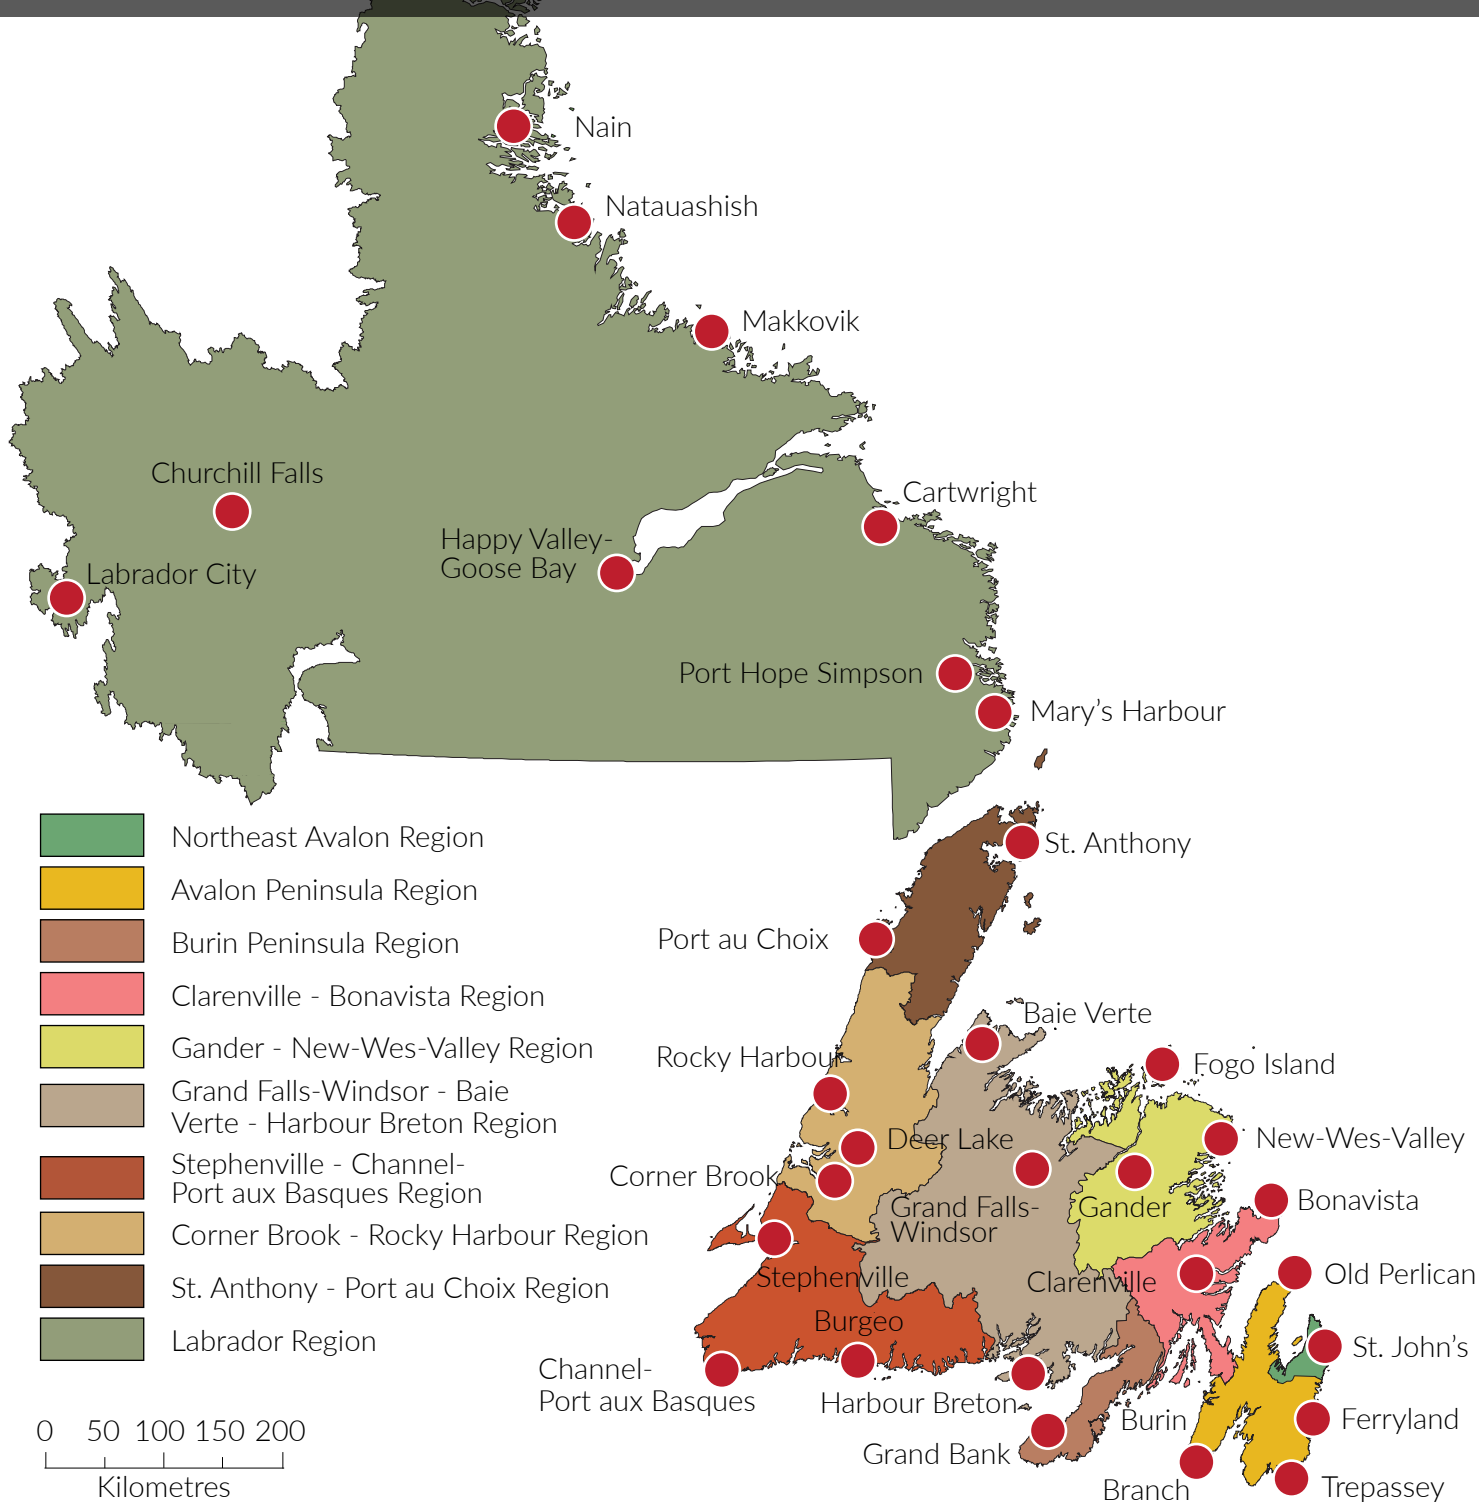 Nain
Natauashish
Makkovik
Churchill Falls
Cartwright
Happy Valley-
Goose Bay
Labrador City
Port Hope Simpson
Mary’s Harbour
Northeast Avalon Region
Avalon Peninsula Region
Burin Peninsula Region
Clarenville - Bonavista Region
Gander - New-Wes-Valley Region
Grand Falls-Windsor - Baie
Verte - Harbour Breton Region
Stephenville - Channel-
Port aux Basques Region
Corner Brook - Rocky Harbour Region
St. Anthony - Port au Choix Region
Labrador Region
0 50 100 150 200
Kilometres
St. Anthony
Port au Choix
Baie Verte
Rocky Harbour
Fogo Island
Deer Lake
New-Wes-Valley
Corner Brook
Grand Falls-
Windsor
Gander
Bonavista
Stephenville
Clarenville
Old Perlican
Burgeo
St. John’s
Channel-
Port aux Basques
Harbour Breton
Burin
Ferryland
Grand Bank
Branch
Trepassey